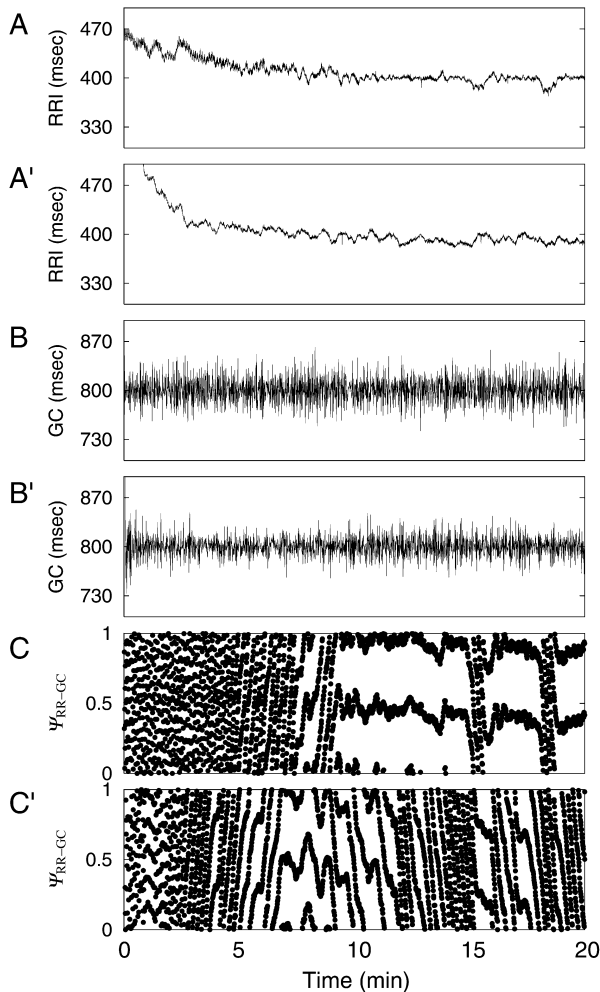 A
RRI (msec)
470
400
330
A'
RRI (msec)
470
400
330
B
GC (msec)
870
800
730
B'
GC (msec)
870
800
730
C
ΨRR–GC
1
0.5
0
C'
ΨRR–GC
1
0.5
0
0 5 10 15 20
Time (min)